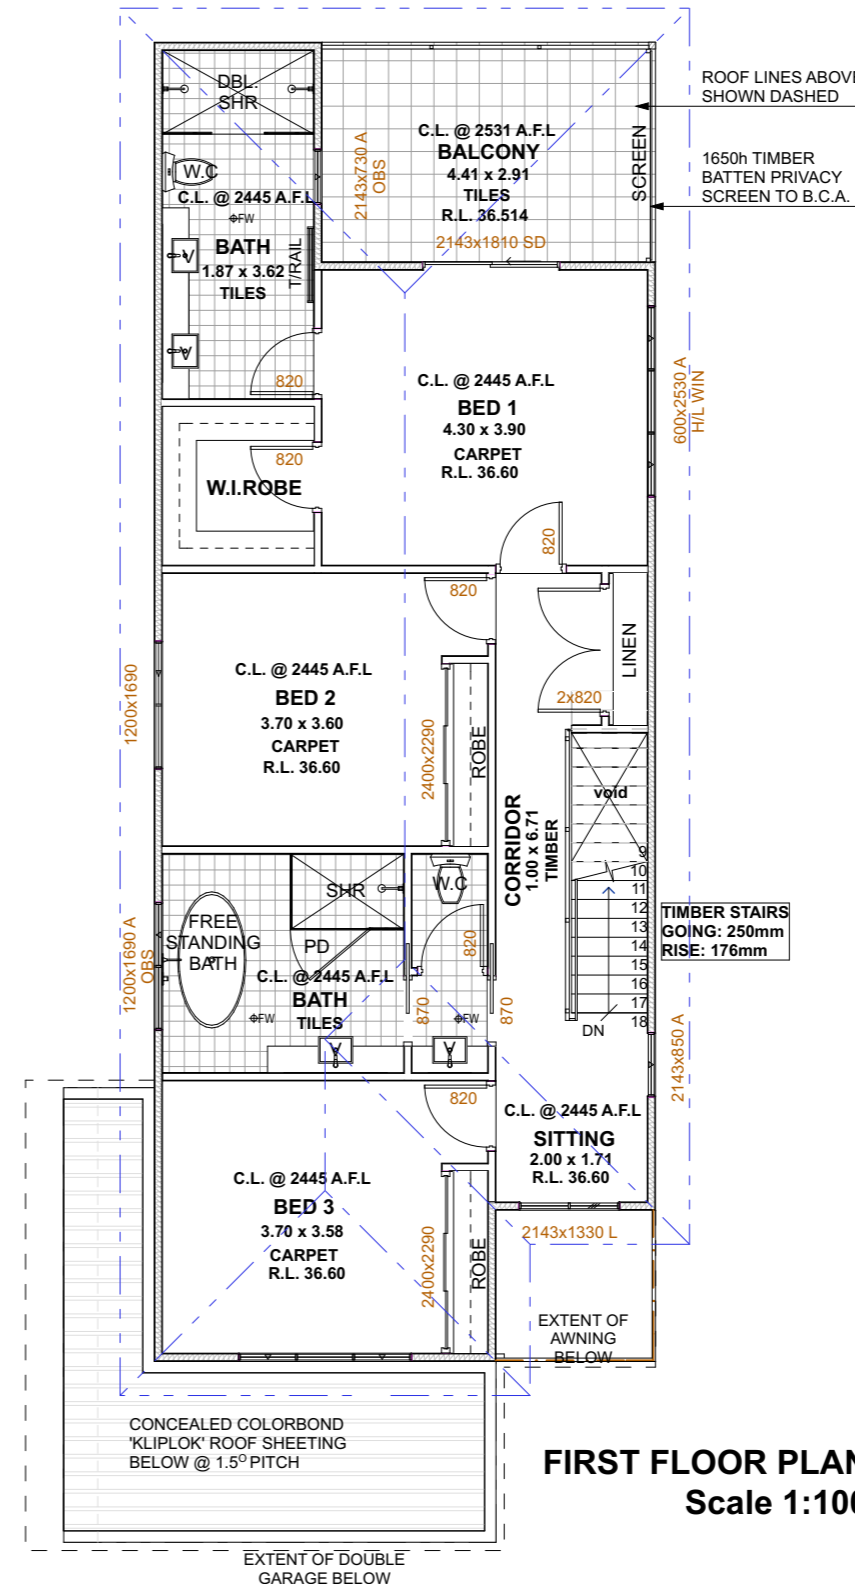 ROOF LINES ABOVE
SHOWN DASHED
1650h TIMBER
BATTEN PRIVACY
SCREEN TO B.C.A.
DBL.
SHR
W.C
C.L. @ 2445 A.F.L
FW
BATH
1.87 x 3.62
TILES
T/RAIL
V
V
820
2143x730 A
OBS
C.L. @ 2531 A.F.L
BALCONY
4.41 x 2.91
TILES
R.L. 36.514
2143x1810 SD
SCREEN
C.L. @ 2445 A.F.L
BED 1
4.30 x 3.90
CARPET
R.L. 36.60
600x2530 A
H/L WIN
820
W.I.ROBE
820
820
LINEN
2x820
C.L. @ 2445 A.F.L
BED 2
3.70 x 3.60
CARPET
R.L. 36.60
1200x1690
2400x2290
ROBE
CORRIDOR
1.00 x 6.71
TIMBER
void
9
10
11
12
13
14
15
16
17
18
DN
TIMBER STAIRS
GOING: 250mm
RISE: 176mm
SHR
W.C
FREE
STANDING
BATH
PD
820
C.L. @ 2445 A.F.L
BATH
TILES
FW
FW
V
V
870
870
1200x1690 A
OBS
2143x850 A
820
C.L. @ 2445 A.F.L
SITTING
2.00 x 1.71
R.L. 36.60
2143x1330 L
C.L. @ 2445 A.F.L
BED 3
3.70 x 3.58
CARPET
R.L. 36.60
2400x2290
ROBE
EXTENT OF
AWNING
BELOW
CONCEALED COLORBOND
'KLIPLOK' ROOF SHEETING
BELOW @ 1.5O PITCH
FIRST FLOOR PLAN
Scale 1:100
EXTENT OF DOUBLE
GARAGE BELOW